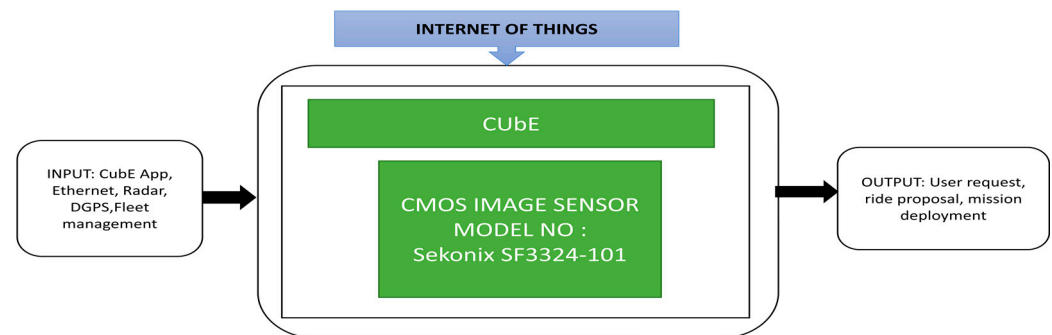 INTERNET OF THINGS
CUbE
INPUT: CubE App,
Ethernet, Radar,
DGPS,Fleet
management
CMOS IMAGE SENSOR
MODEL NO :
Sekonix SF3324-101
OUTPUT: User request,
ride proposal, mission
deployment